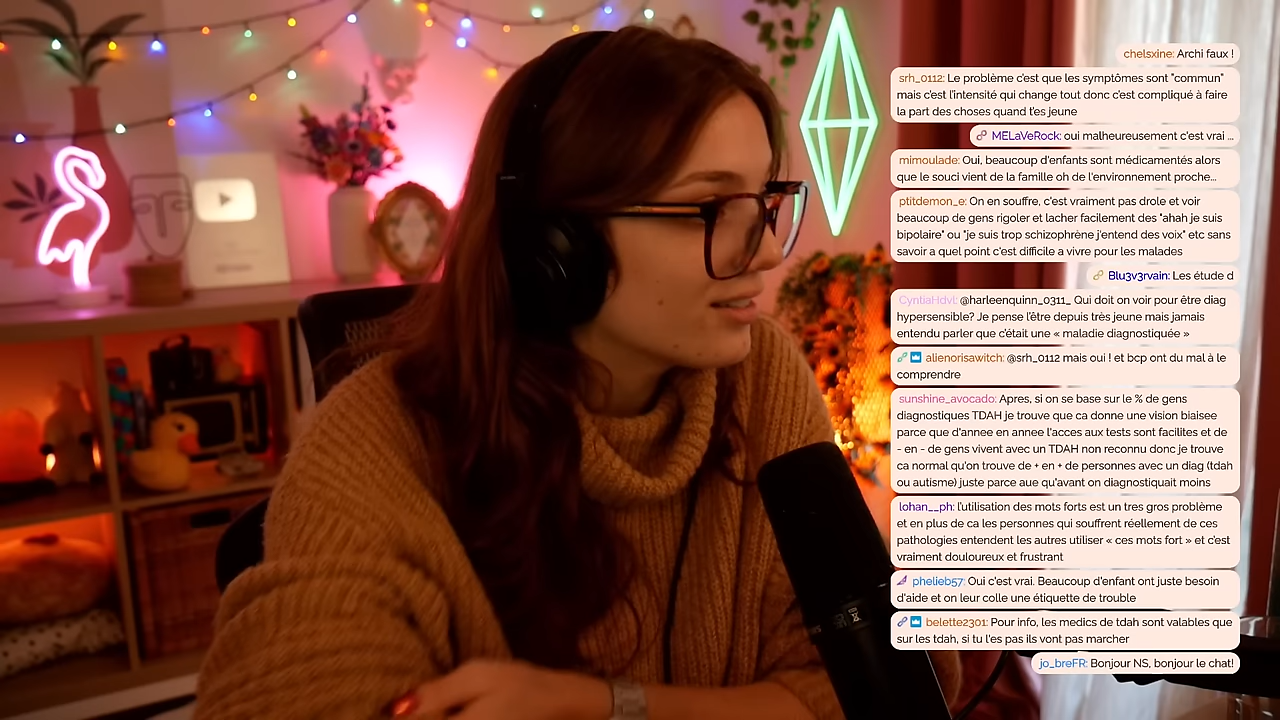 chelsxine: Archi faux !
srh_0112: Le problème c'est que les symptômes sont "commun"
mais c'est l'intensité qui change tout donc c'est compliqué à faire
la part des choses quand t'es jeune
MELaVeRock: oui malheureusement c'est vrai ...
mimoulade: Oui, beaucoup d'enfants sont médicamentés alors
que le souci vient de la famille oh de l'environnement proche...
ptitdemon_e: On en souffre, c'est vraiment pas drole et voir
beaucoup de gens rigoler et lacher facilement des "ahah je suis
bipolaire" ou "je suis trop schizophrène j'entend des voix" etc sans
savoir a quel point c'est difficile a vivre pour les malades
Blu3v3rvain: Les étude d
CyntiaHdvl: @harleenquinn_0311_ Qui doit on voir pour être diag
hypersensible? Je pense l'être depuis très jeune mais jamais
entendu parler que c'était une « maladie diagnostiquée »
alienorisawitch: @srh_0112 mais oui ! et bcp ont du mal à le
comprendre
sunshine_avocado: Apres, si on se base sur le % de gens
diagnostiques TDAH je trouve que ca donne une vision biaisee
parce que d'annee en annee l'acces aux tests sont facilites et de
- en - de gens vivent avec un TDAH non reconnu donc je trouve
ca normal qu'on trouve de + en + de personnes avec un diag (tdah
ou autisme) juste parce aue qu'avant on diagnostiquait moins
lohan__ph: l'utilisation des mots forts est un tres gros problème
et en plus de ca les personnes qui souffrent réellement de ces
pathologies entendent les autres utiliser « ces mots fort » et c'est
vraiment douloureux et frustrant
phelieb57: Oui c'est vrai. Beaucoup d'enfant ont juste besoin
d'aide et on leur colle une étiquette de trouble
belette2301: Pour info, les medics de tdah sont valables que
sur les tdah, si tu l'es pas ils vont pas marcher
jo_breFR: Bonjour NS, bonjour le chat!